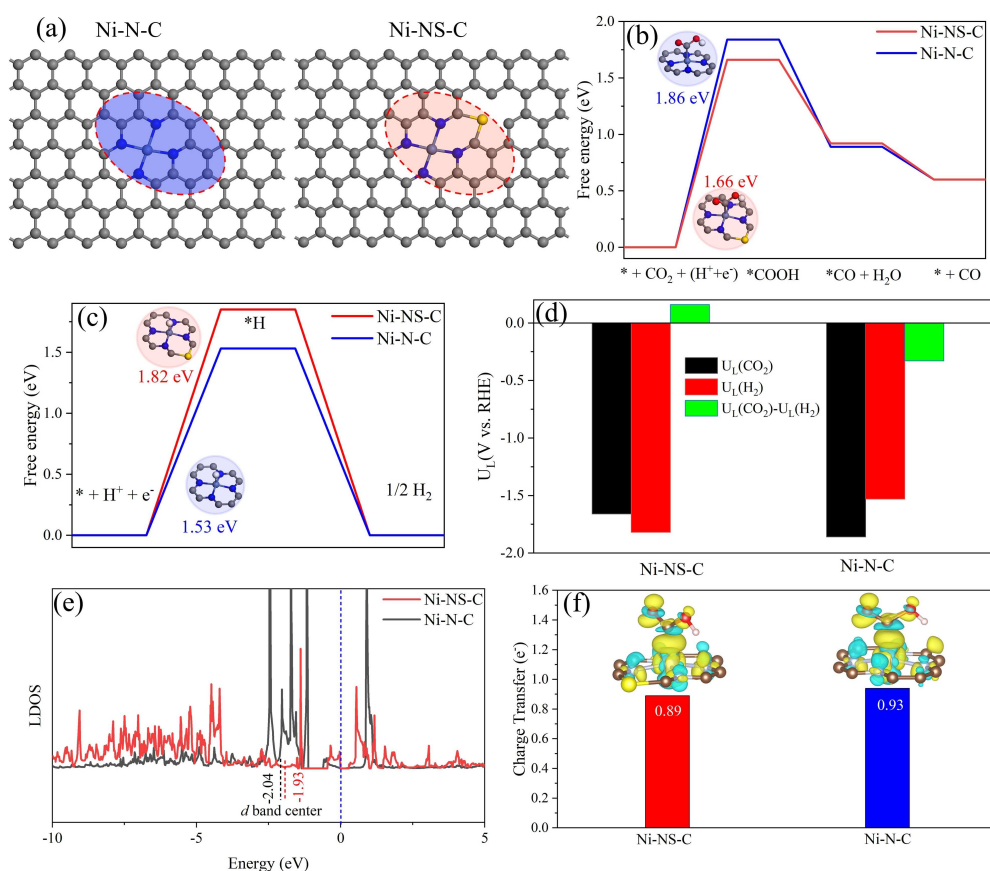 (a)
Ni-N-C
Ni-NS-C
(b)
Ni-NS-C
Ni-N-C
1.86 eV
1.66 eV
Free energy (eV)
2.0
1.5
1.0
0.5
0.0
* + CO₂ + (H⁺+e⁻)
*COOH
*CO + H₂O
* + CO
(c)
*H
Ni-NS-C
Ni-N-C
1.82 eV
1.53 eV
* + H⁺ + e⁻
1/2 H₂
Free energy (eV)
1.5
1.0
0.5
0.0
(d)
U_L(CO₂)
U_L(H₂)
U_L(CO₂)-U_L(H₂)
U_L(V vs. RHE)
0.0
-0.5
-1.0
-1.5
-2.0
Ni-NS-C
Ni-N-C
(e)
Ni-NS-C
Ni-N-C
LDOS
-2.04
-1.93
d band center
-10
-5
0
5
Energy (eV)
(f)
Charge Transfer (e⁻)
1.6
1.4
1.2
1.0
0.8
0.6
0.4
0.2
0.0
0.89
0.93
Ni-NS-C
Ni-N-C